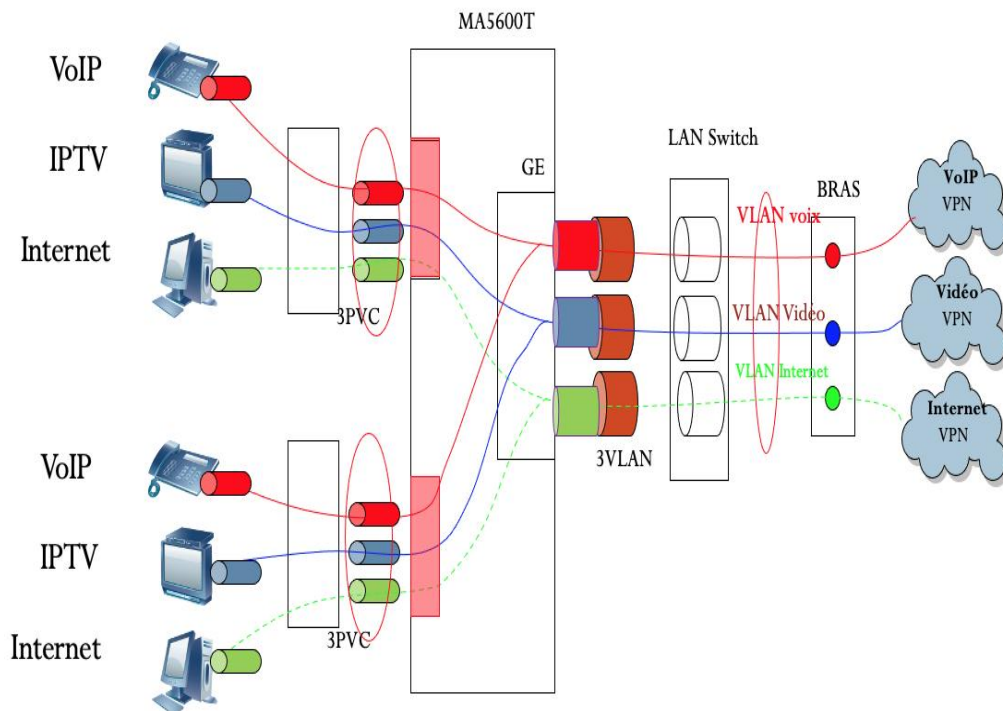 MA5600T
VoIP
IPTV
Internet
3PVC
GE
LAN Switch
BRAS
VLAN voix
VLAN Vidéo
VLAN Internet
3VLAN
VoIP
VPN
Vidéo
VPN
Internet
VPN
VoIP
IPTV
Internet
3PVC